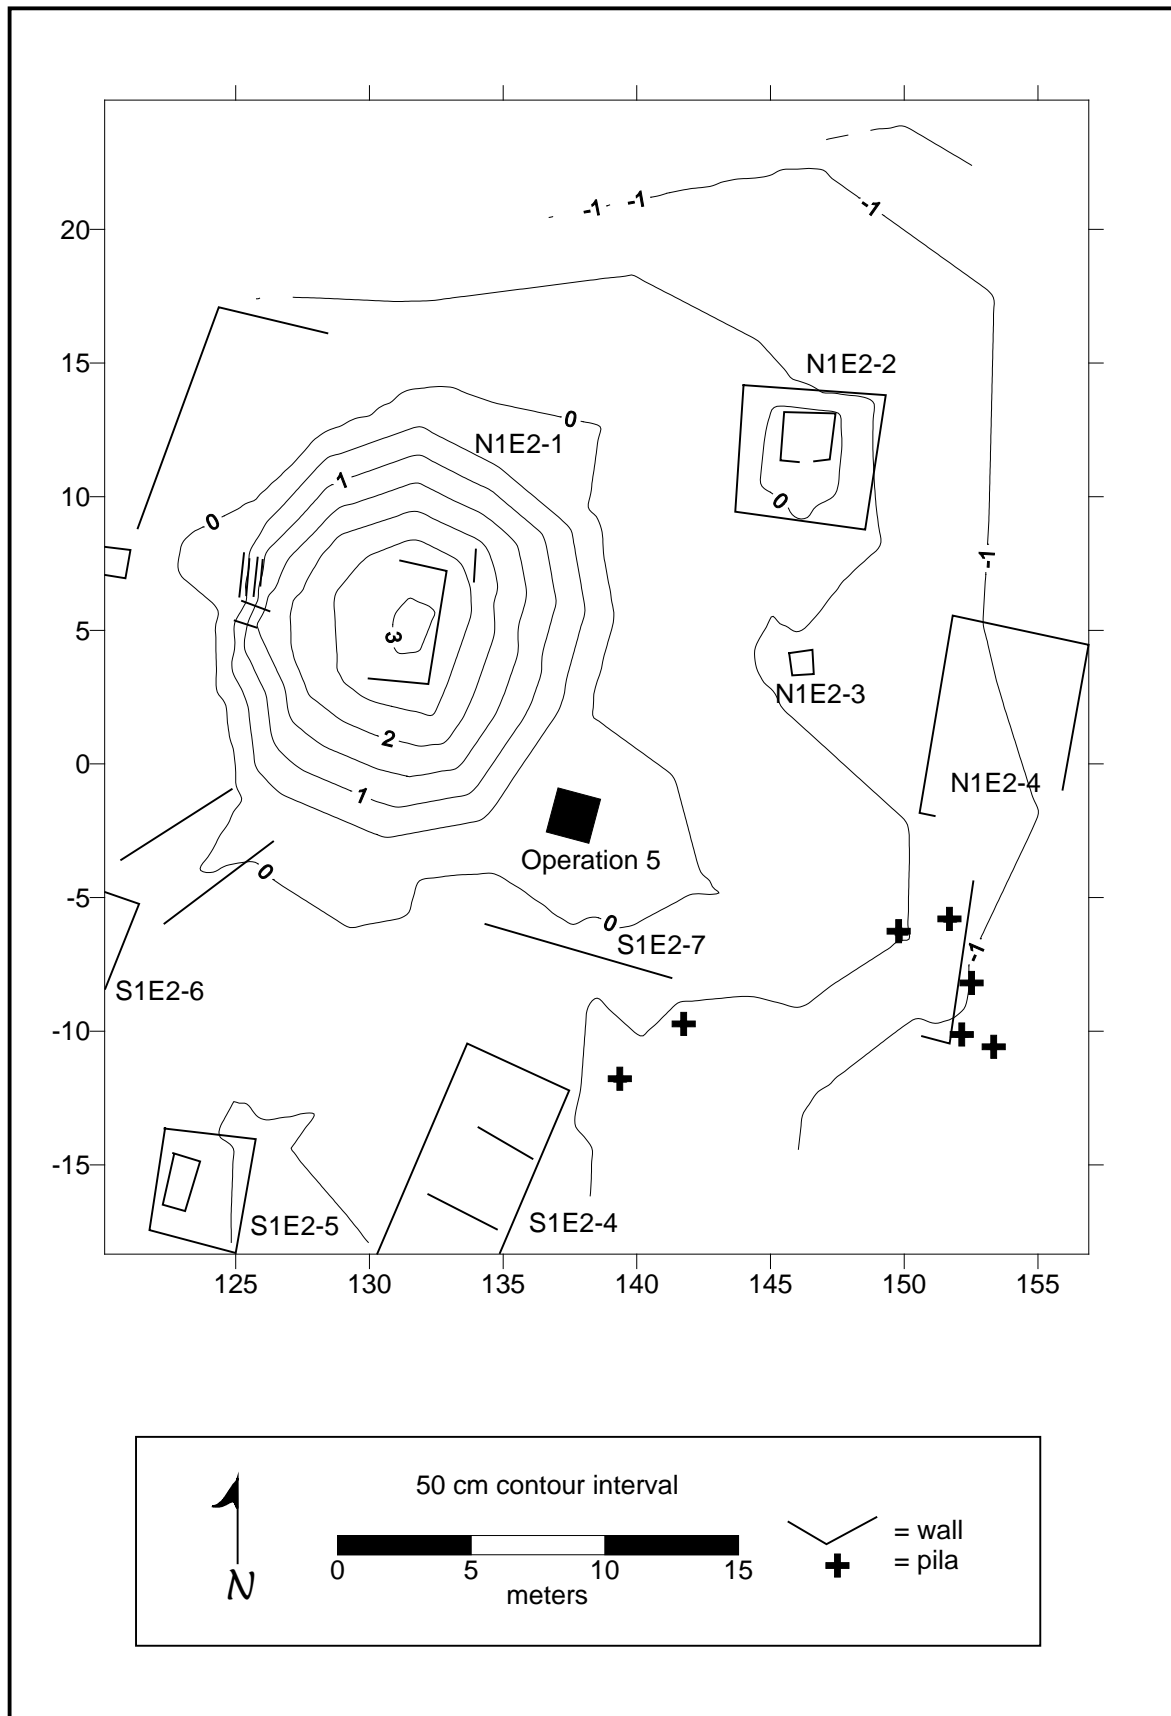 -1 -1 -1
20
15
N1E2-2
0
N1E2-1
1
10
0
0
-1
5
3
N1E2-3
2
0
N1E2-4
1
Operation 5
0
-5
0
S1E2-7
-1
S1E2-6
-10
-15
S1E2-5
S1E2-4
125 130 135 140 145 150 155
50 cm contour interval
= wall
= pila
0 5 10 15
meters
N